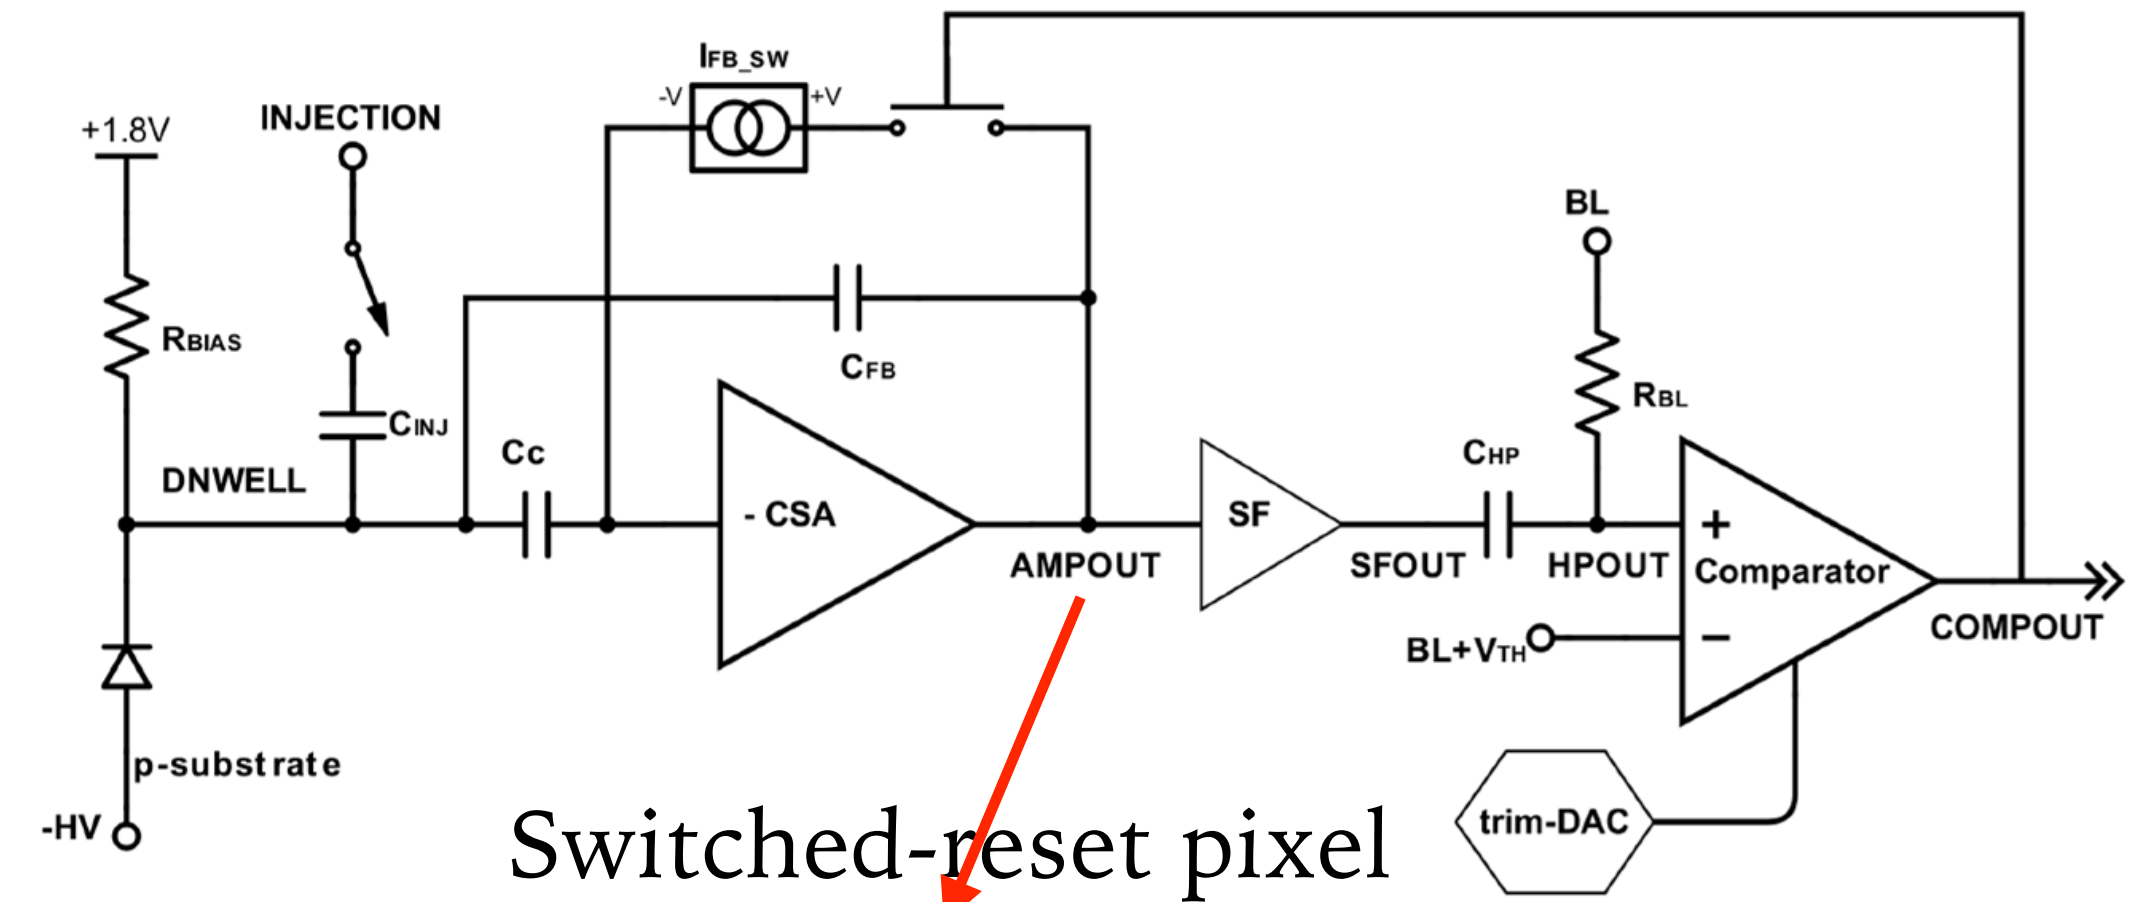 IFB_SW
-V
+V
+1.8V
INJECTION
BL
RBIAS
CFB
RBL
CINJ
Cc
CHP
DNWELL
- CSA
SF
AMPOUT
SFOUT
HPOUT
+
Comparator
−
BL+VTH
COMPOUT
p-substrate
-HV
trim-DAC
Switched-reset pixel